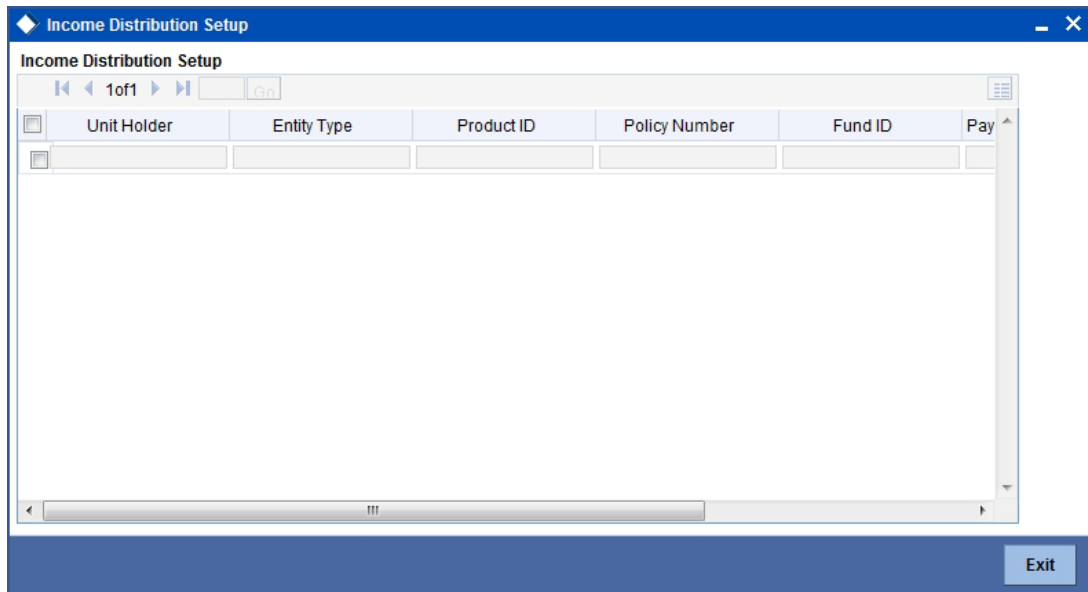 Income Distribution Setup
Income Distribution Setup
1of1 Go
Unit Holder Entity Type Product ID Policy Number Fund ID Pay
Exit